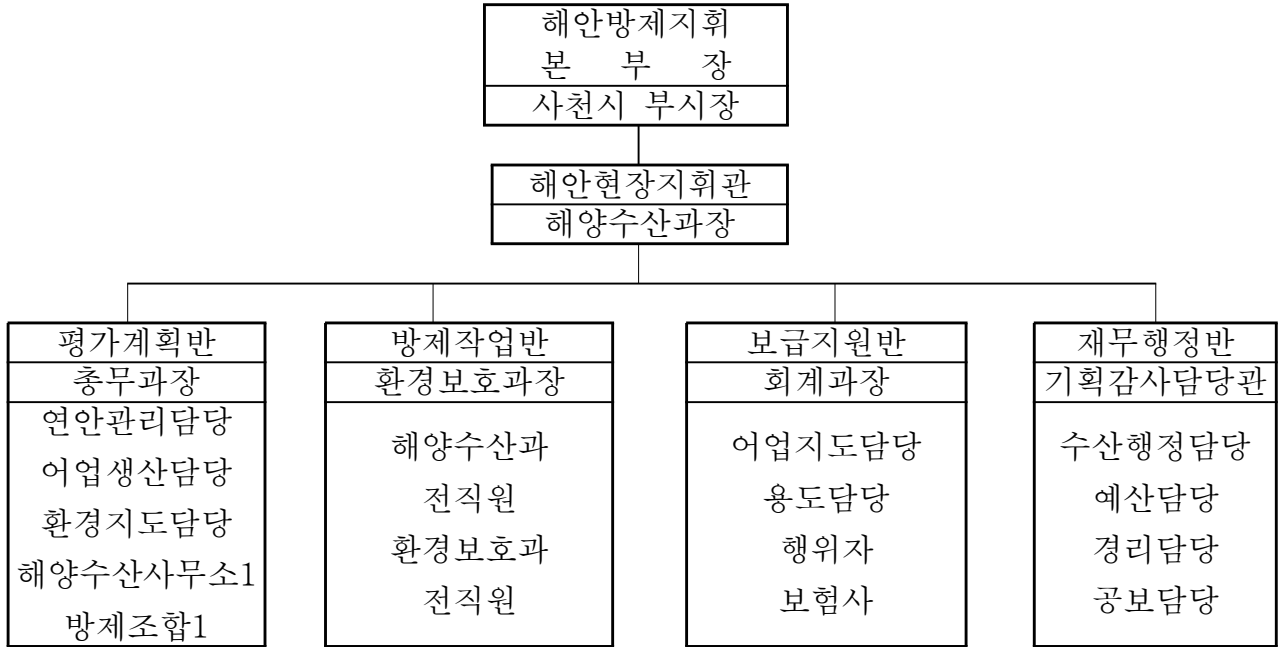 해안방제지휘
본 부 장
사천시 부시장
해안현장지휘관
해양수산과장
평가계획반
총무과장
연안관리담당
어업생산담당
환경지도담당
해양수산사무소1
방제조합1
방제작업반
환경보호과장
해양수산과
전직원
환경보호과
전직원
보급지원반
회계과장
어업지도담당
용도담당
행위자
보험사
재무행정반
기획감사담당관
수산행정담당
예산담당
경리담당
공보담당